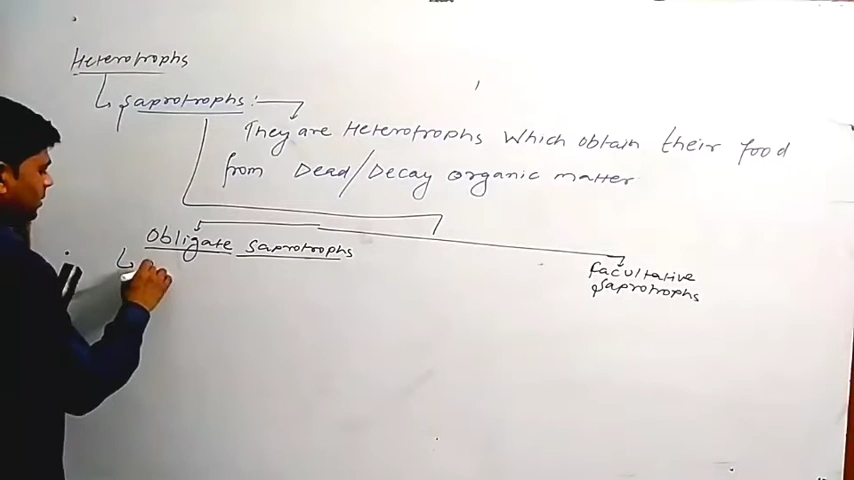 Heterotrophs
Saprotrophs:
They are Heterotrophs which obtain their food
from Dead/Decay organic matter
Obligate Saprotrophs
Facultative
Saprotrophs